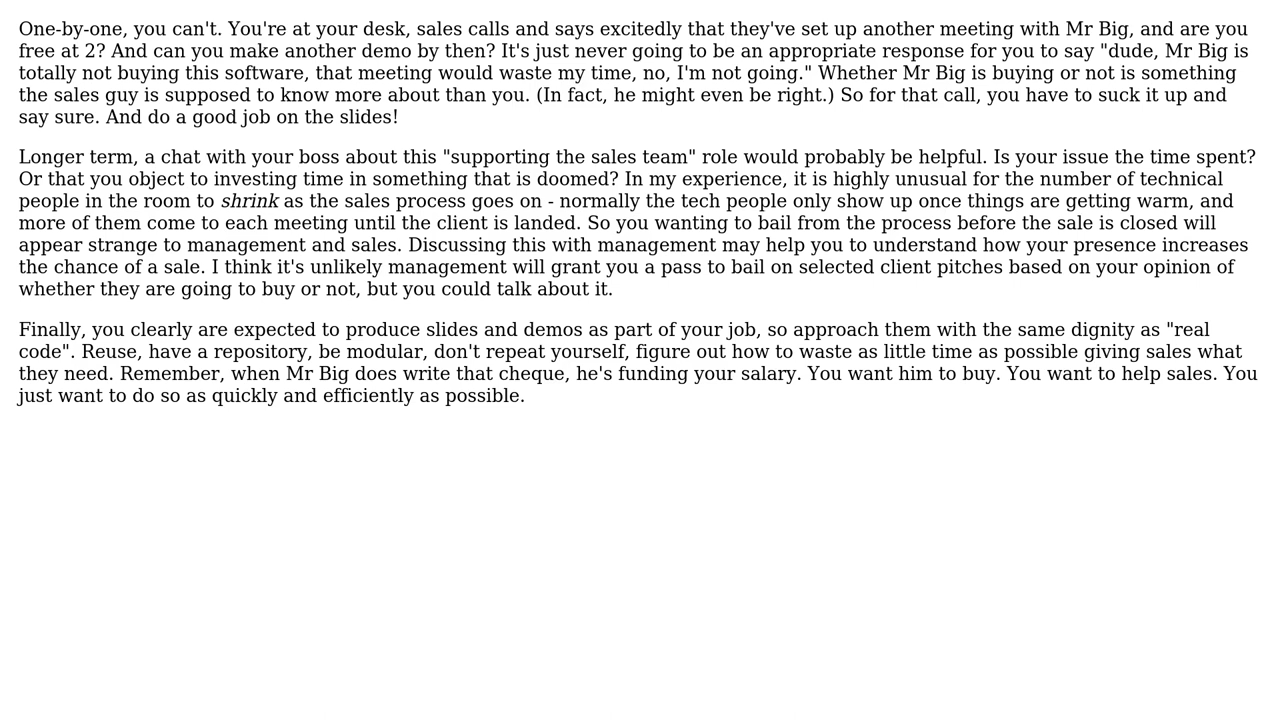 One-by-one, you can't. You're at your desk, sales calls and says excitedly that they've set up another meeting with Mr Big, and are you
free at 2? And can you make another demo by then? It's just never going to be an appropriate response for you to say "dude, Mr Big is
totally not buying this software, that meeting would waste my time, no, I'm not going." Whether Mr Big is buying or not is something
the sales guy is supposed to know more about than you. (In fact, he might even be right.) So for that call, you have to suck it up and
say sure. And do a good job on the slides!
Longer term, a chat with your boss about this "supporting the sales team" role would probably be helpful. Is your issue the time spent?
Or that you object to investing time in something that is doomed? In my experience, it is highly unusual for the number of technical
people in the room to shrink as the sales process goes on - normally the tech people only show up once things are getting warm, and
more of them come to each meeting until the client is landed. So you wanting to bail from the process before the sale is closed will
appear strange to management and sales. Discussing this with management may help you to understand how your presence increases
the chance of a sale. I think it's unlikely management will grant you a pass to bail on selected client pitches based on your opinion of
whether they are going to buy or not, but you could talk about it.
Finally, you clearly are expected to produce slides and demos as part of your job, so approach them with the same dignity as "real
code". Reuse, have a repository, be modular, don't repeat yourself, figure out how to waste as little time as possible giving sales what
they need. Remember, when Mr Big does write that cheque, he's funding your salary. You want him to buy. You want to help sales. You
just want to do so as quickly and efficiently as possible.